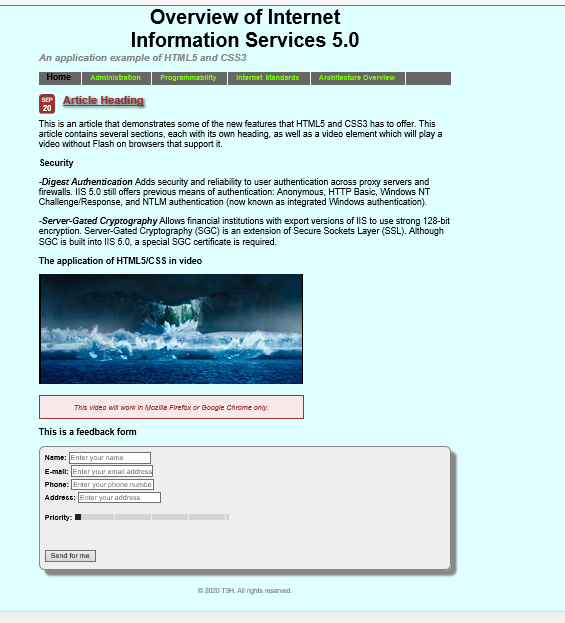 Overview of Internet
Information Services 5.0
An application example of HTML5 and CSS3
Home Administration Programmability Internet Standards Architecture Overview
SEP
20
Article Heading
This is an Article that demonstrates some of the new features that HTML5 and CSS3 has to offer. This
article contains several sections, each with its own heading, as well as a video element which will play a
video without Flash on browsers that support it.
Security
-Digest Authentication Adds security and reliability to user authentication across proxy servers and
firewalls. IIS 5.0 still offers previous means of authentication: Anonymous, HTTP Basic, Windows NT
Challenge/Response, and NTLM authentication (now known as integrated Windows authentication).
-Server-Gated Cryptography Allows financial institutions with export versions of IIS to use strong 128-bit
encryption. Server-Gated Cryptography (SGC) is an extension of Secure Sockets Layer (SSL). Although
SGC is built into IIS 5.0, a special SGC certificate is required.
The application of HTML5/CSS in video
This video will work in Mozilla Firefox or Google Chrome only.
This is a feedback form
Name: Enter your name
E-mail: Enter your email address
Phone: Enter your phone numbe
Address: Enter your address
Priority:
Send for me
© 2020 T3H. All rights reserved.